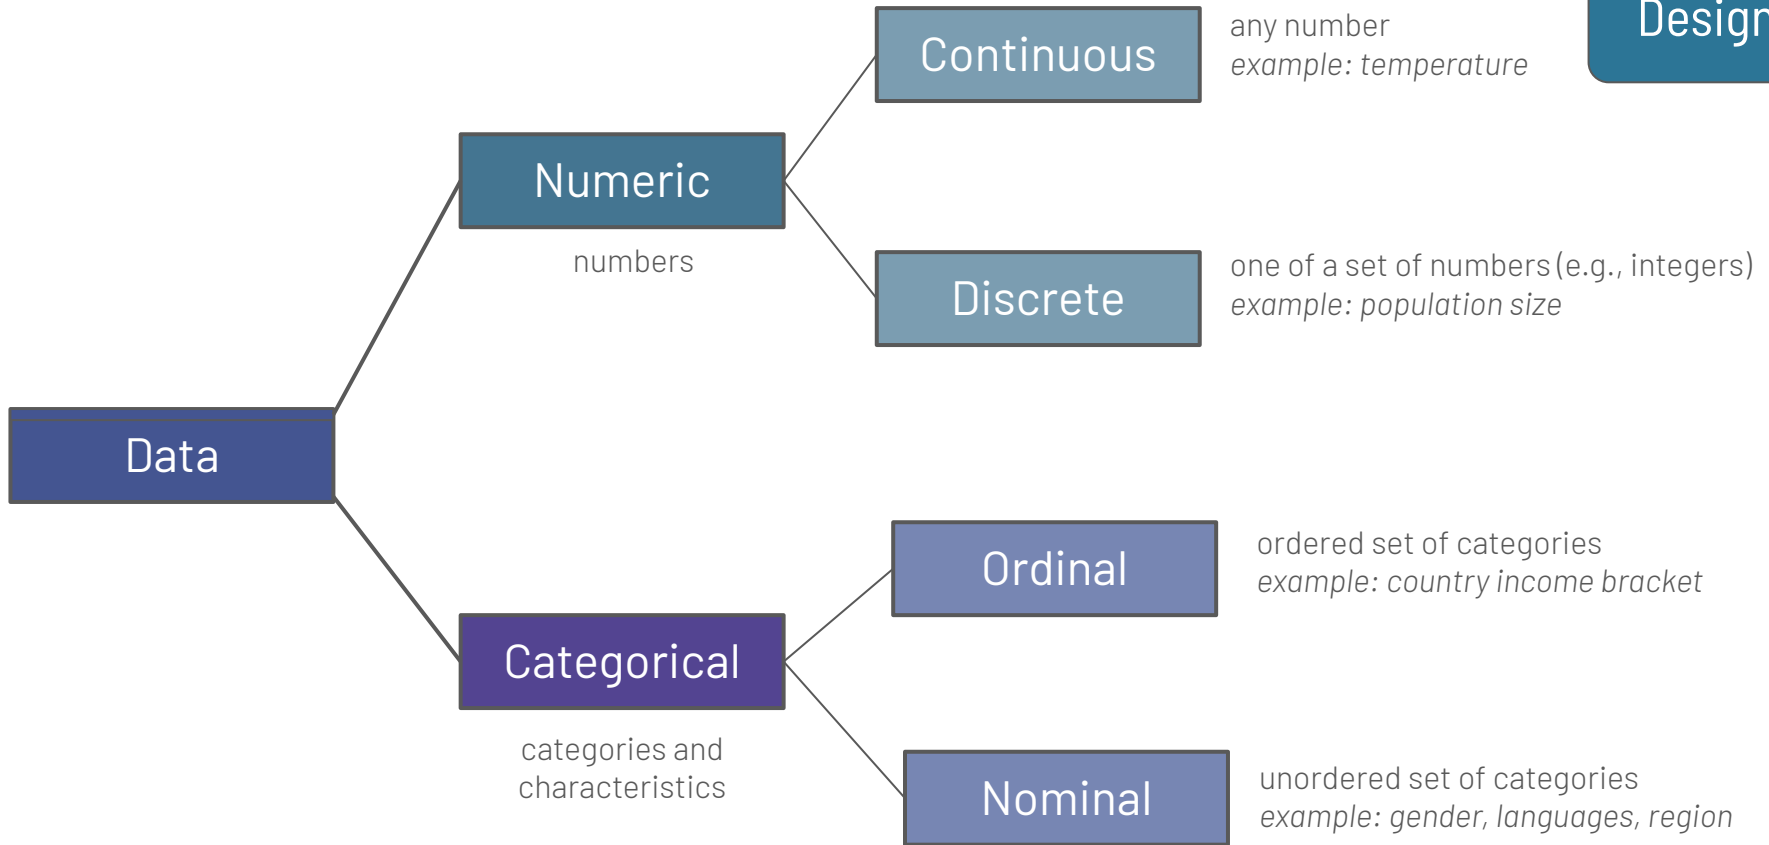 Design
Continuous
any number
example: temperature
Numeric
numbers
Discrete
one of a set of numbers (e.g., integers)
example: population size
Data
Ordinal
ordered set of categories
example: country income bracket
Categorical
categories and
characteristics
Nominal
unordered set of categories
example: gender, languages, region